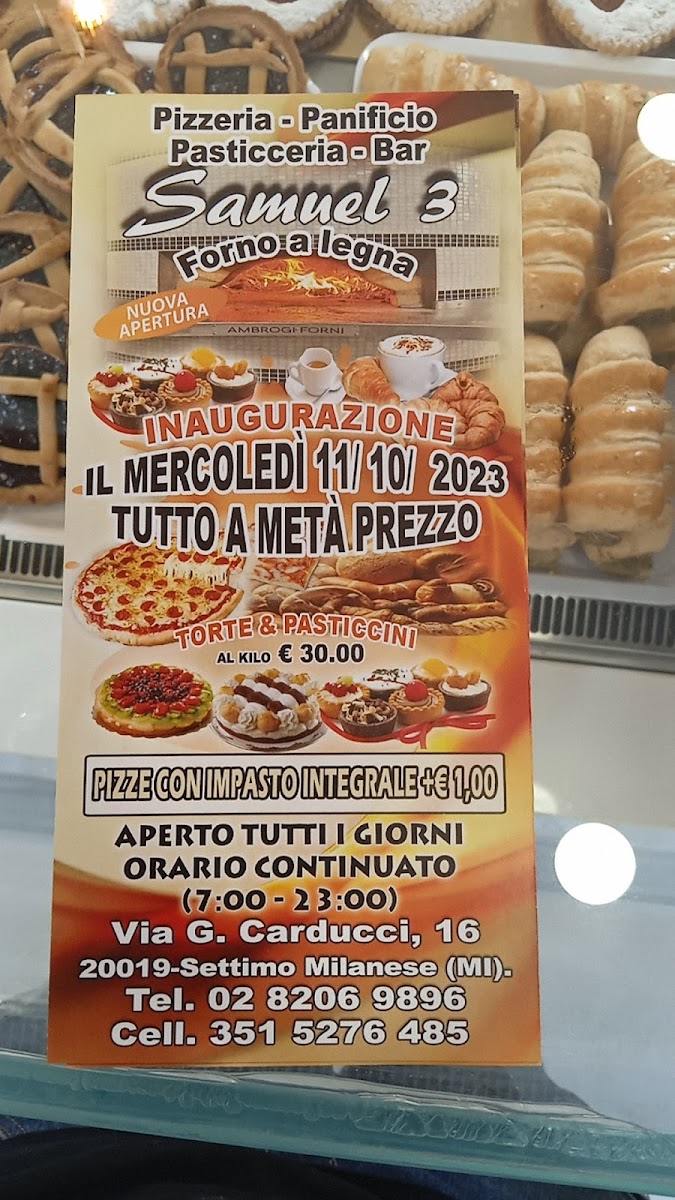 Pizzeria - Panificio
Pasticceria - Bar
Samuel 3
Forno a legna
NUOVA
APERTURA
AMBROGI FORNI
INAUGURAZIONE
IL MERCOLEDÌ 11/ 10/ 2023
TUTTO A METÀ PREZZO
TORTE & PASTICCINI
AL KILO € 30.00
PIZZE CON IMPASTO INTEGRALE +€ 1,00
APERTO TUTTI I GIORNI
ORARIO CONTINUATO
(7:00 - 23:00)
Via G. Carducci, 16
20019-Settimo Milanese (MI).
Tel. 02 8206 9896
Cell. 351 5276 485